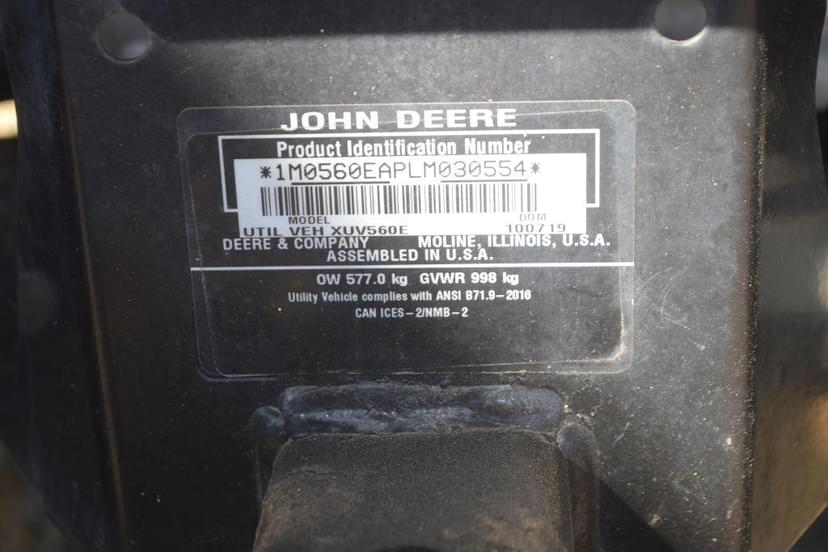 JOHN DEERE
Product Identification Number
*1M0560EAPLM030554*
MODEL DOM
UTIL VEH XUV560E 100719
DEERE & COMPANY MOLINE, ILLINOIS, U.S.A.
ASSEMBLED IN U.S.A.
OW 577.0 kg GVWR 998 kg
Utility Vehicle complies with ANSI B71.9-2016
CAN ICES-2/NMB-2